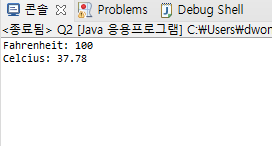 콘솔 Problems Debug Shell
<종료됨> Q2 [Java 응용프로그램] C:₩Users₩dwon
Fahrenheit: 100
Celcius: 37.78